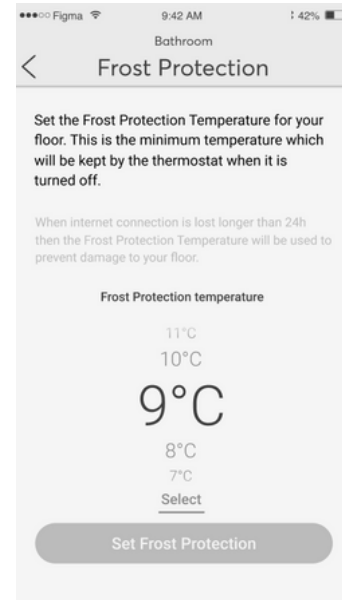 Figma 9:42 AM 42%
Bathroom
Frost Protection
Set the Frost Protection Temperature for your
floor. This is the minimum temperature which
will be kept by the thermostat when it is
turned off.
When internet connection is lost longer than 24h
then the Frost Protection Temperature will be used to
prevent damage to your floor.
Frost Protection temperature
11°C
10°C
9°C
8°C
7°C
Select
Set Frost Protection